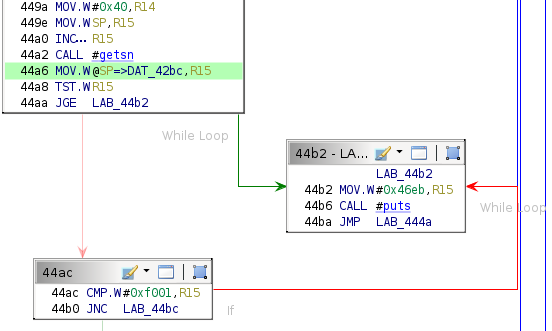 449a MOV.W #0x40,R14
449e MOV.W SP,R15
44a0 INC... R15
44a2 CALL #getsn
44a6 MOV.W @SP=>DAT_42bc,R15
44a8 TST.W R15
44aa JGE LAB_44b2
While Loop
44b2 - LA...
LAB_44b2
44b2 MOV.W #0x46eb,R15
44b6 CALL #puts
44ba JMP LAB_444a
While Loop
44ac
44ac CMP.W #0xf001,R15
44b0 JNC LAB_44bc
If